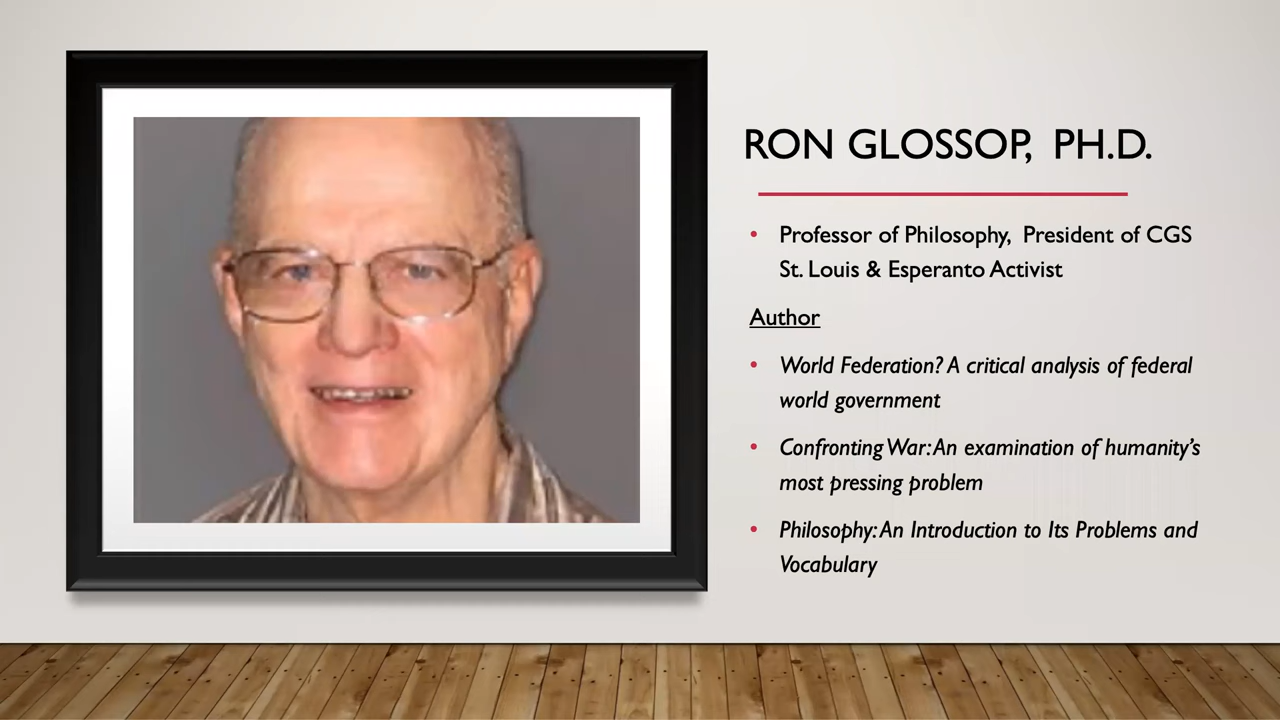 RON GLOSSOP, PH.D.
• Professor of Philosophy, President of CGS
St. Louis & Esperanto Activist
Author
• World Federation? A critical analysis of federal
world government
• Confronting War: An examination of humanity’s
most pressing problem
• Philosophy: An Introduction to Its Problems and
Vocabulary